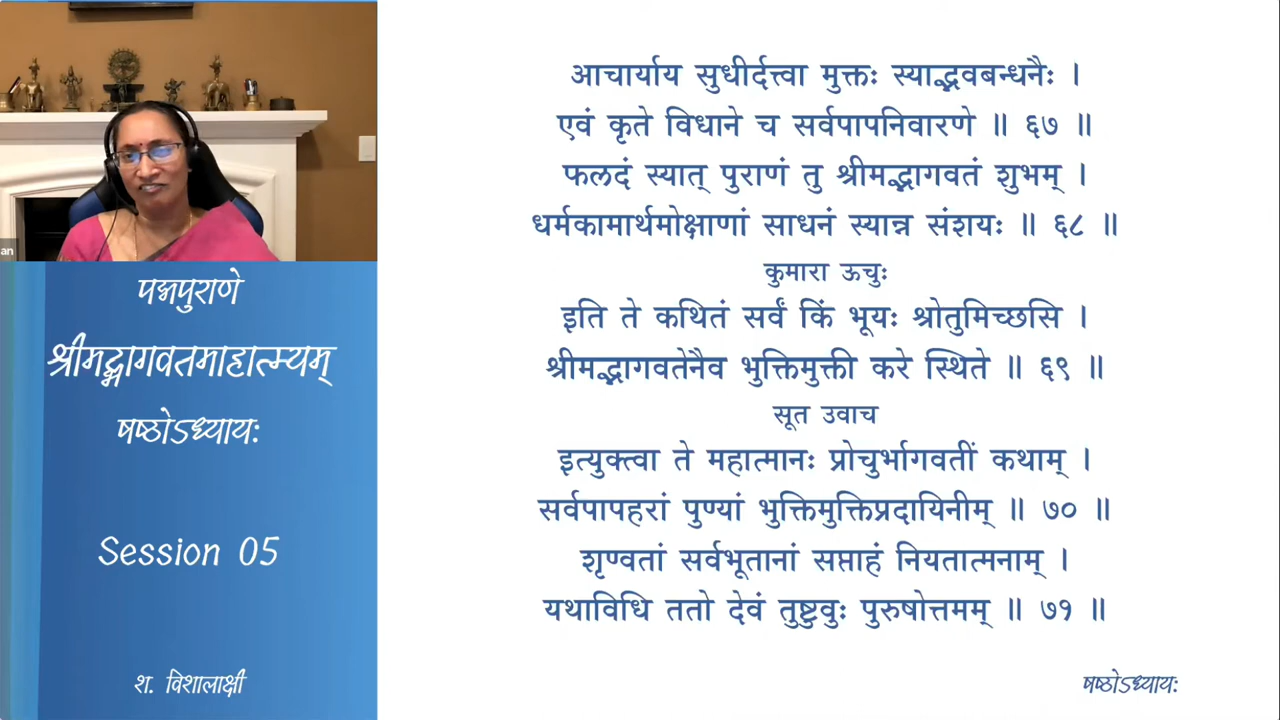 an
पद्मपुराणे
श्रीमद्भागवतमाहात्म्यम्
षष्ठोऽध्यायः
Session 05
श. विशालाक्षी
आचार्याय सुधीर्दत्त्वा मुक्तः स्याद्भवबन्धनैः ।
एवं कृते विधाने च सर्वपापनिवारणे ॥ ६७ ॥
फलदं स्यात् पुराणं तु श्रीमद्भागवतं शुभम् ।
धर्मकामार्थमोक्षाणां साधनं स्यान्न संशयः ॥ ६८ ॥
कुमारा ऊचुः
इति ते कथितं सर्वं किं भूयः श्रोतुमिच्छसि ।
श्रीमद्भागवतेनैव भुक्तिमुक्ती करे स्थिते ॥ ६९ ॥
सूत उवाच
इत्युक्त्वा ते महात्मानः प्रोचुर्भागवतीं कथाम् ।
सर्वपापहरां पुण्यां भुक्तिमुक्तिप्रदायिनीम् ॥ ७० ॥
शृण्वतां सर्वभूतानां सप्ताहं नियतात्मनाम् ।
यथाविधि ततो देवं तुष्टुवुः पुरुषोत्तमम् ॥ ७१ ॥
षष्ठोऽध्यायः